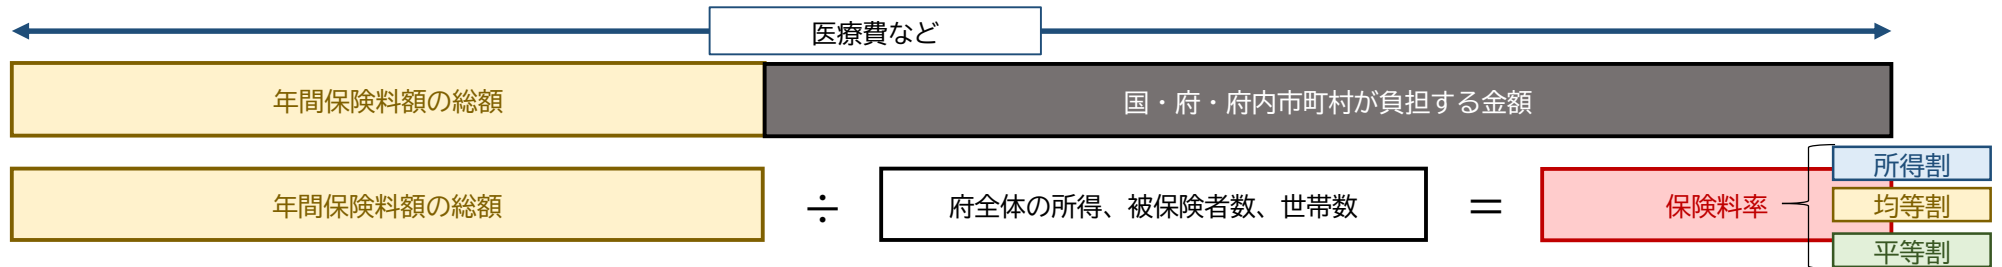 医療費など
年間保険料額の総額
国・府・府内市町村が負担する金額
年間保険料額の総額
÷
府全体の所得、被保険者数、世帯数
＝
保険料率
所得割
均等割
平等割